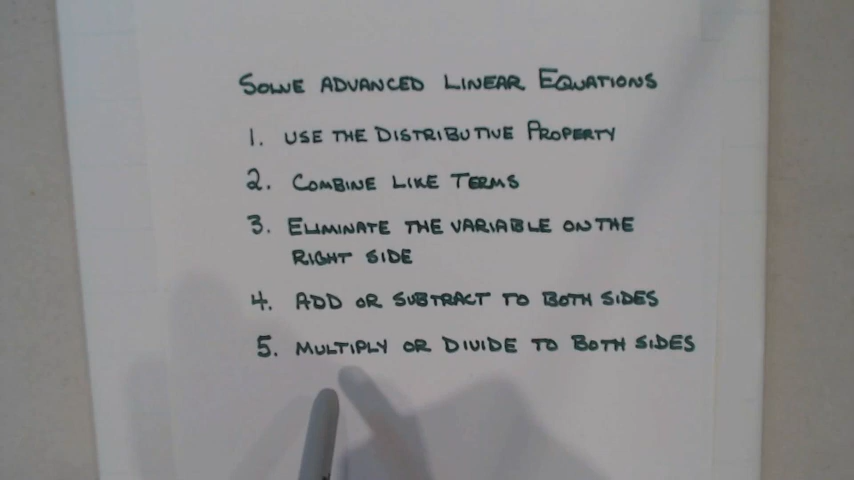 SOLVE ADVANCED LINEAR EQUATIONS
1. USE THE DISTRIBUTIVE PROPERTY
2. COMBINE LIKE TERMS
3. ELIMINATE THE VARIABLE ON THE
RIGHT SIDE
4. ADD OR SUBTRACT TO BOTH SIDES
5. MULTIPLY OR DIVIDE TO BOTH SIDES